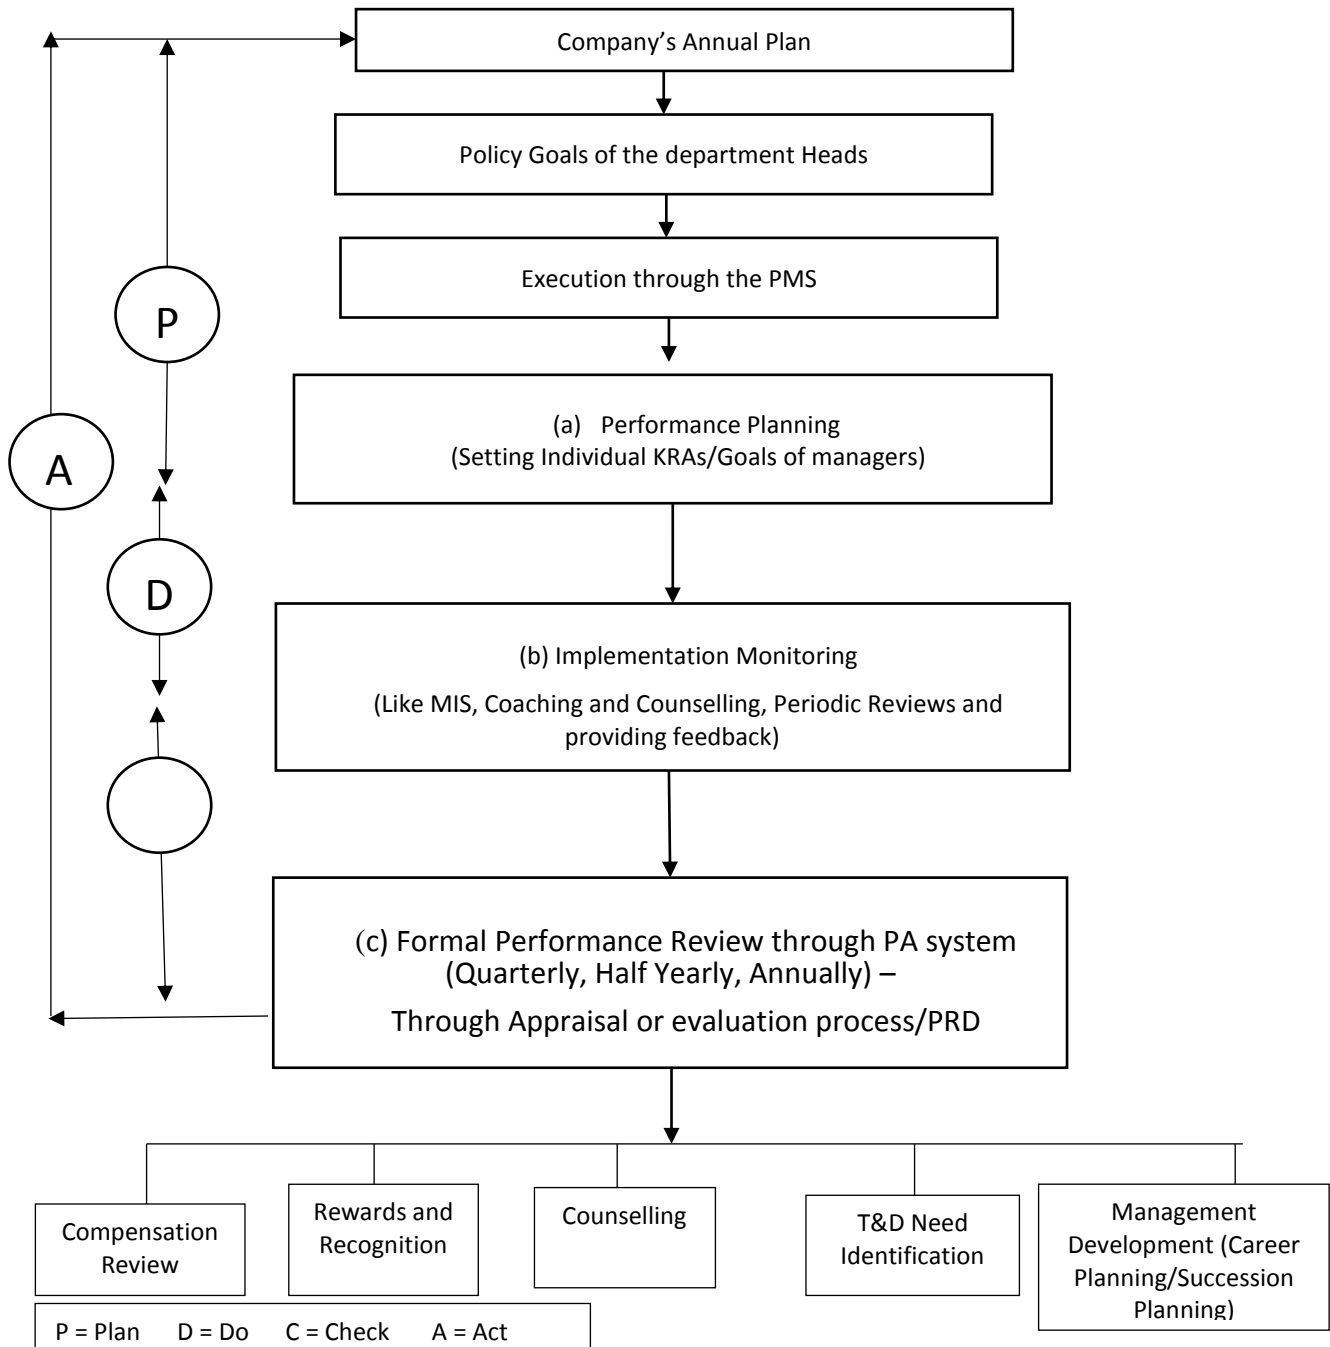 Company’s Annual Plan
Policy Goals of the department Heads
Execution through the PMS
P
(a) Performance Planning
(Setting Individual KRAs/Goals of managers)
A
D
(b) Implementation Monitoring
(Like MIS, Coaching and Counselling, Periodic Reviews and
providing feedback)
(c) Formal Performance Review through PA system
(Quarterly, Half Yearly, Annually) –
Through Appraisal or evaluation process/PRD
Compensation
Review
Rewards and
Recognition
Counselling
T&D Need
Identification
Management
Development (Career
Planning/Succession
Planning)
P = Plan D = Do C = Check A = Act